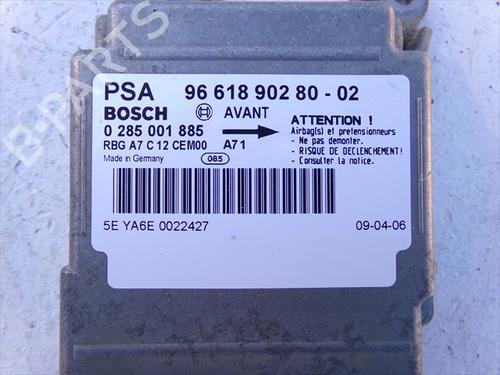 PSA 96 618 902 80 - 02
BOSCH AVANT
0 285 001 885
RBG A7 C 12 CEM00 A71
Made in Germany 085
ATTENTION !
Airbag(s) et pretensionneurs
- Ne pas demonter.
- RISQUE DE DECLENCHEMENT!
- Consulter la notice.
5E YA6E 0022427 09-04-06